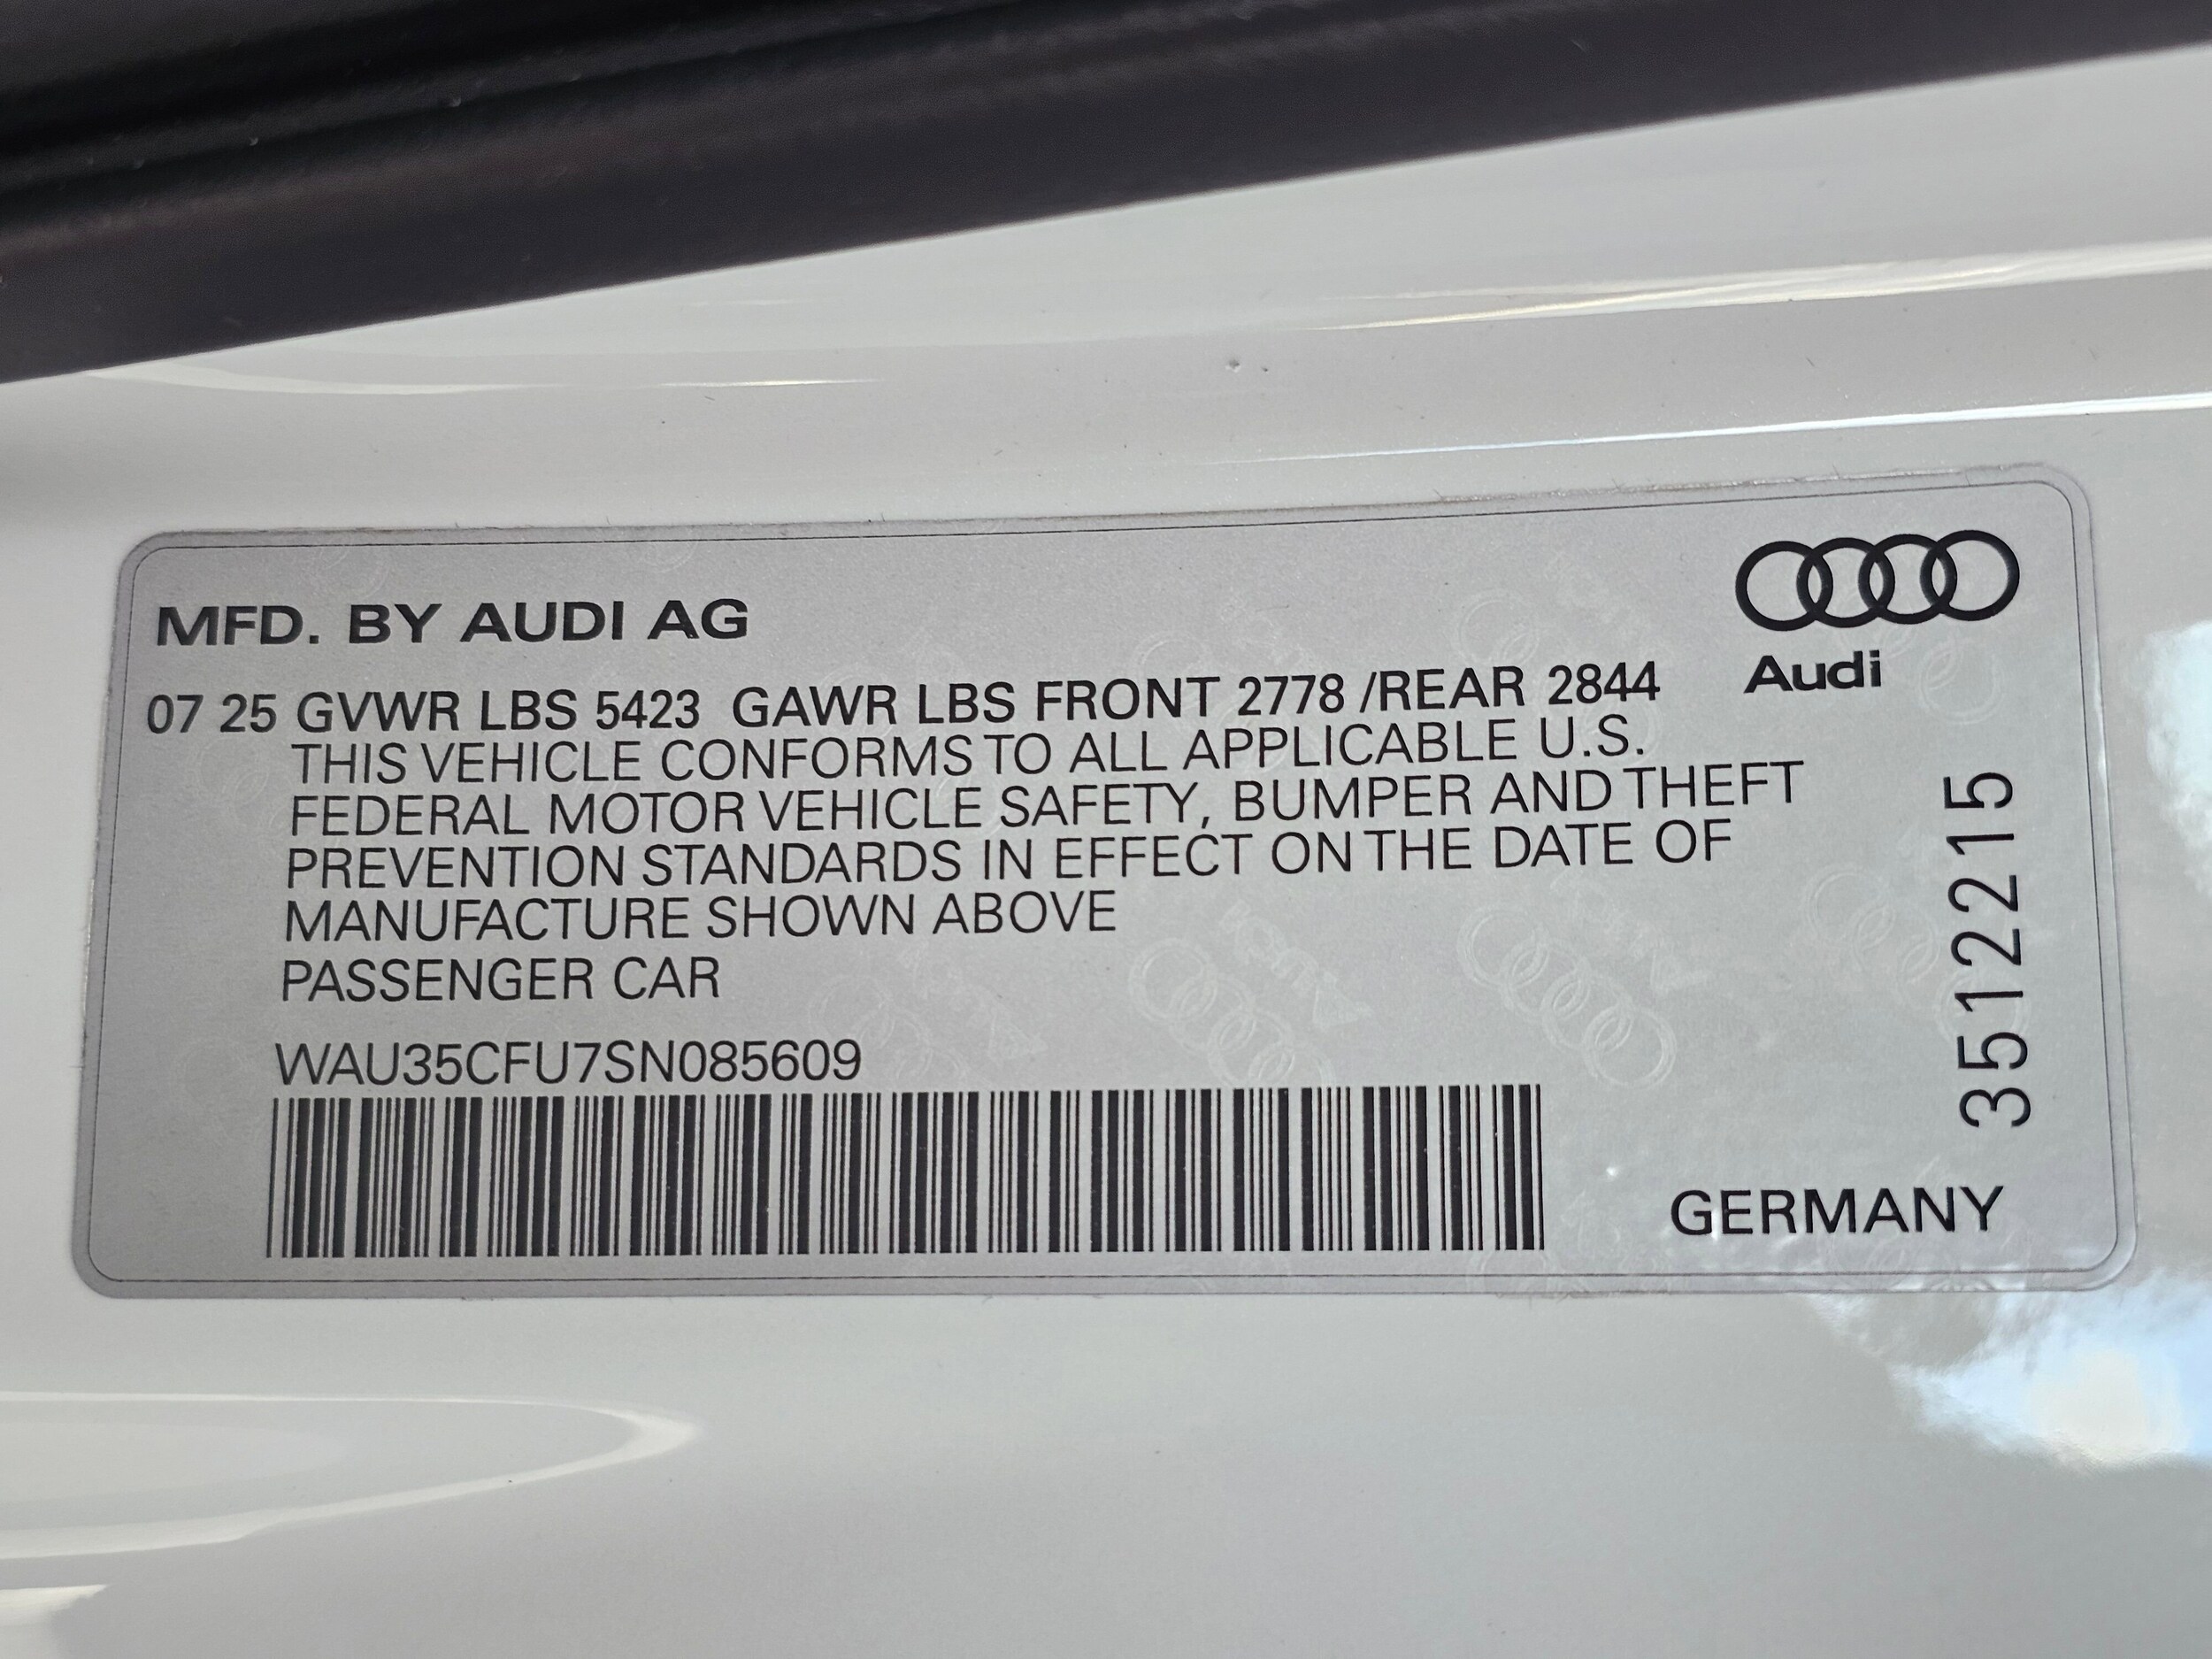 MFD. BY AUDI AG
Audi
07 25 GVWR LBS 5423 GAWR LBS FRONT 2778 /REAR 2844
THIS VEHICLE CONFORMS TO ALL APPLICABLE U.S.
FEDERAL MOTOR VEHICLE SAFETY, BUMPER AND THEFT
PREVENTION STANDARDS IN EFFECT ON THE DATE OF
MANUFACTURE SHOWN ABOVE
PASSENGER CAR
WAU35CFU7SN085609
3512215
GERMANY